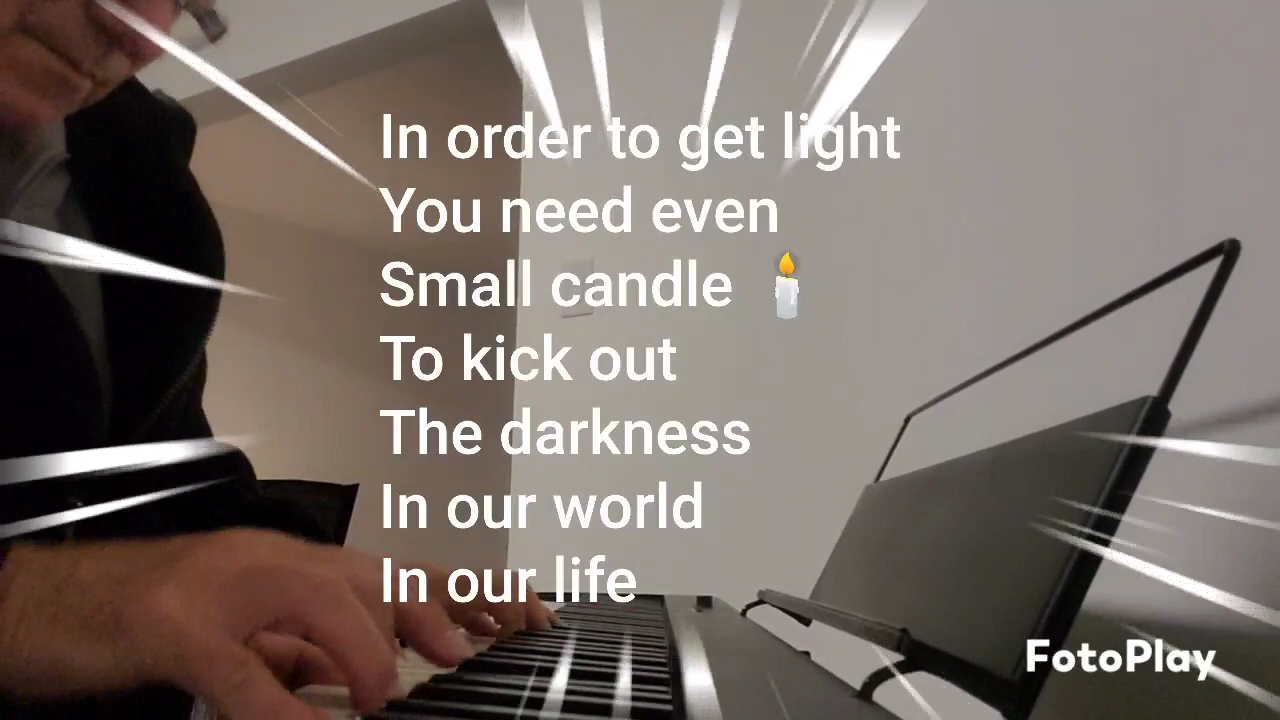 In order to get light
You need even
Small candle 🕯️
To kick out
The darkness
In our world
In our life
FotoPlay